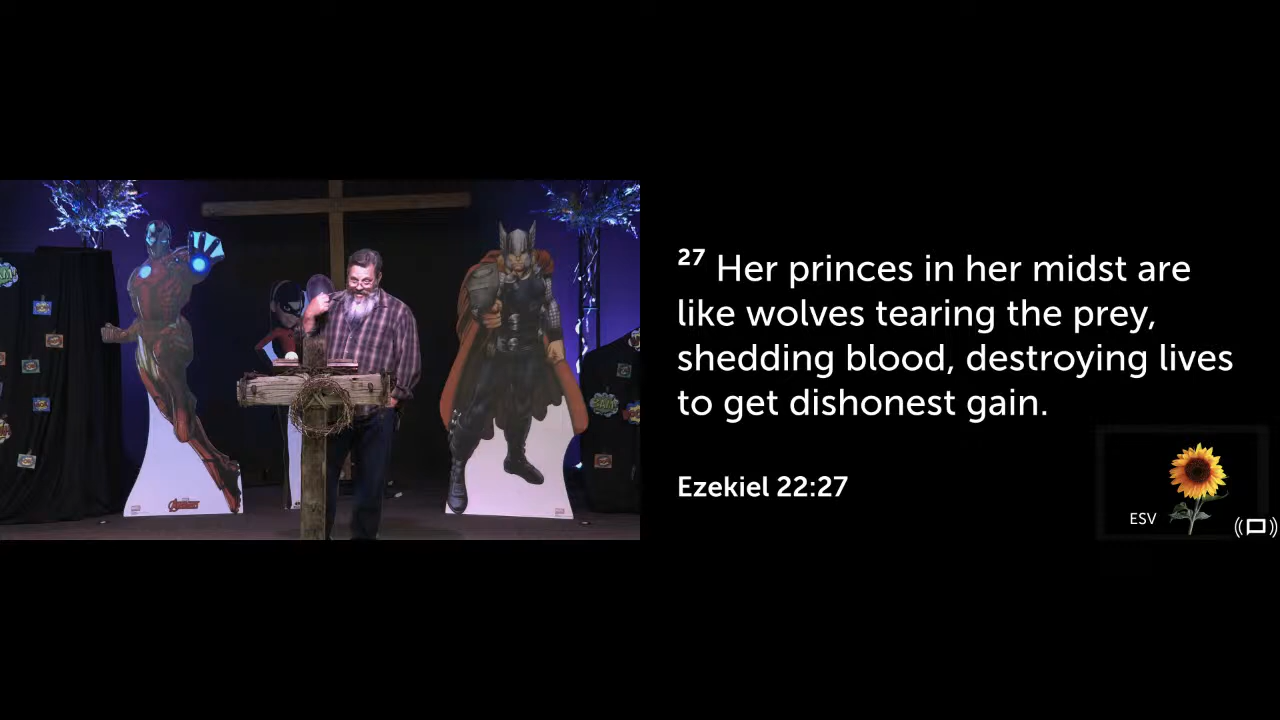 27 Her princes in her midst are
like wolves tearing the prey,
shedding blood, destroying lives
to get dishonest gain.
Ezekiel 22:27
ESV